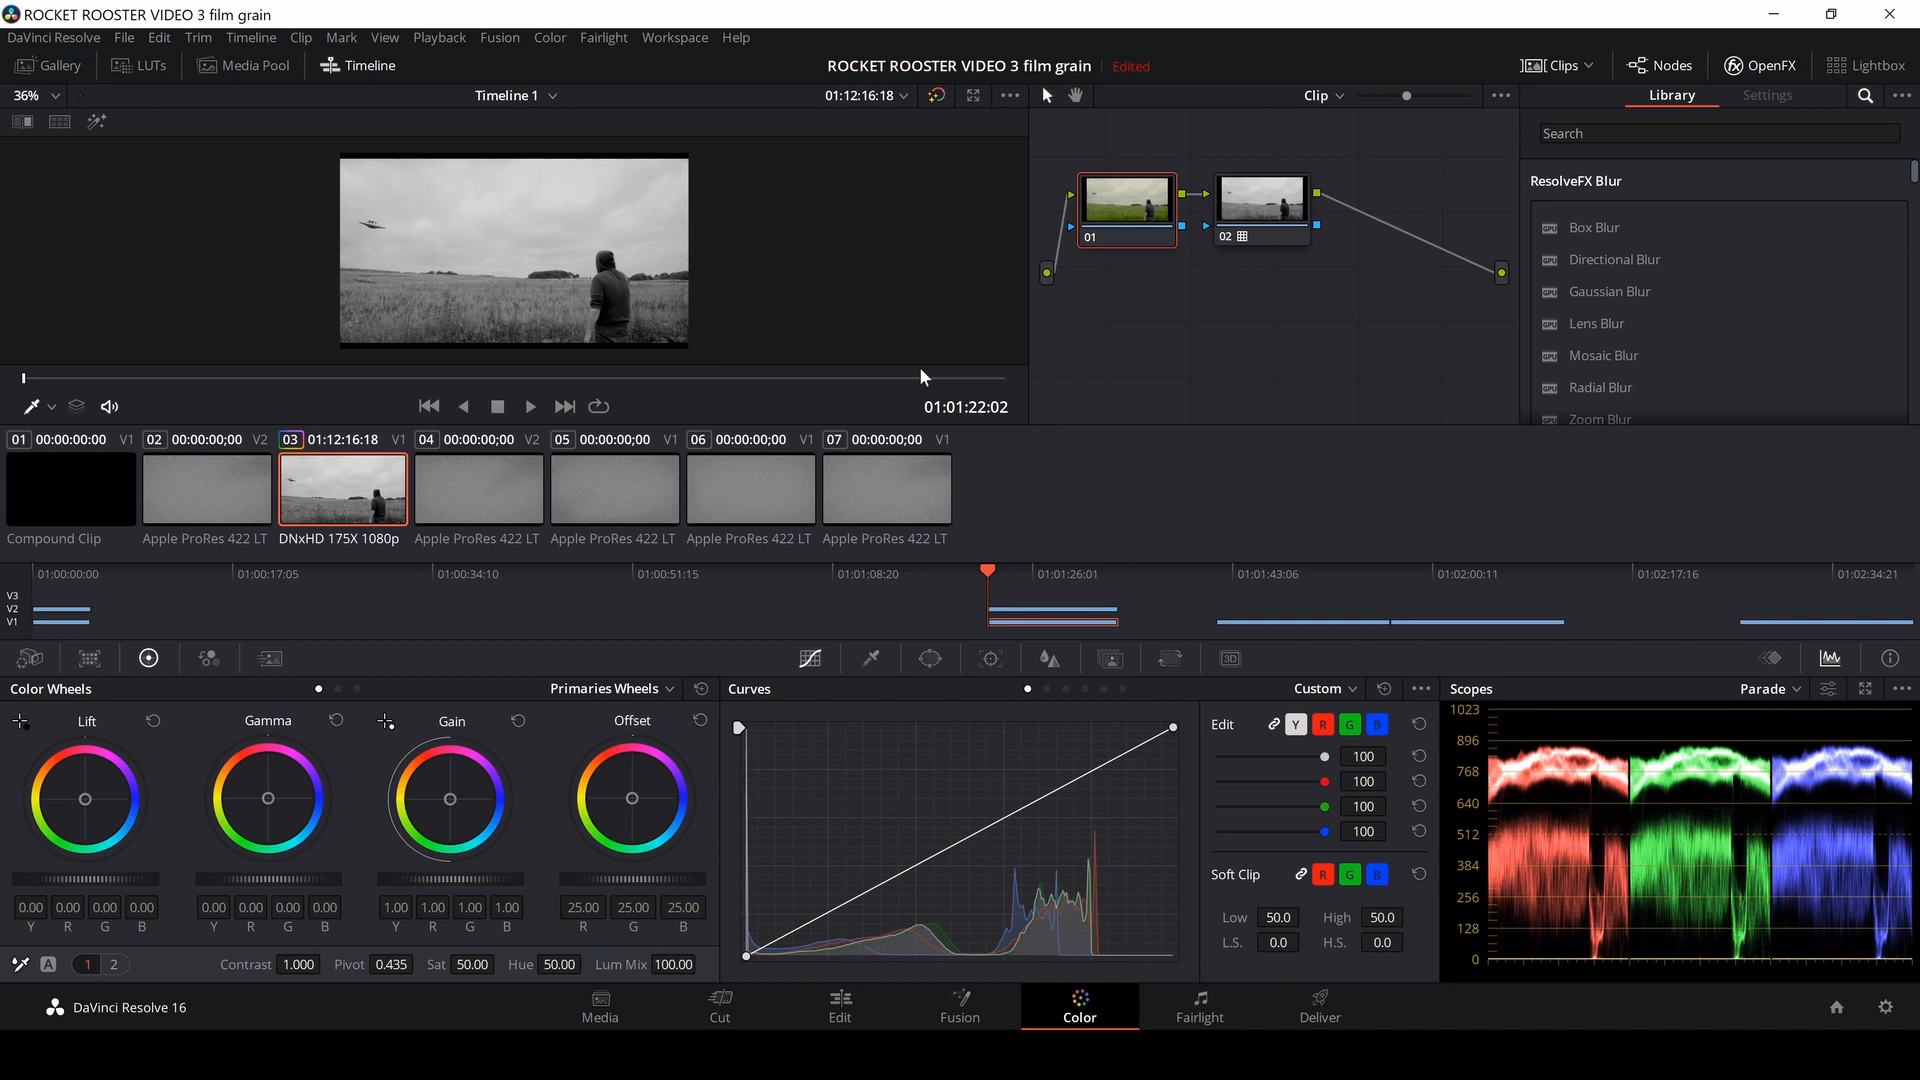 ROCKET ROOSTER VIDEO 3 film grain
DaVinci Resolve File Edit Trim Timeline Clip Mark View Playback Fusion Color Fairlight Workspace Help
Gallery LUTs Media Pool Timeline ROCKET ROOSTER VIDEO 3 film grain Edited Clips Nodes OpenFX Lightbox
36% Timeline 1 01:12:16:18 Clip Library Settings
Search
ResolveFX Blur
Box Blur
Directional Blur
Gaussian Blur
Lens Blur
Mosaic Blur
Radial Blur
Zoom Blur
01
02
01:01:22:02
01 00:00:00:00 V1 02 00:00:00;00 V2 03 01:12:16:18 V1 04 00:00:00;00 V2 05 00:00:00;00 V1 06 00:00:00;00 V1 07 00:00:00;00 V1
Compound Clip Apple ProRes 422 LT DNxHD 175X 1080p Apple ProRes 422 LT Apple ProRes 422 LT Apple ProRes 422 LT Apple ProRes 422 LT
01:00:00:00 01:00:17:05 01:00:34:10 01:00:51:15 01:01:08:20 01:01:26:01 01:01:43:06 01:02:00:11 01:02:17:16 01:02:34:21
V3
V2
V1
3D
Color Wheels Primaries Wheels Curves Custom Scopes Parade
Lift Gamma Gain Offset
0.00 0.00 0.00 0.00 0.00 0.00 0.00 0.00 1.00 1.00 1.00 1.00 25.00 25.00 25.00
Y R G B Y R G B Y R G B R G B
A 1 2 Contrast 1.000 Pivot 0.435 Sat 50.00 Hue 50.00 Lum Mix 100.00
Edit Y R G B
100
100
100
100
Soft Clip R G B
Low 50.0 High 50.0
L.S. 0.0 H.S. 0.0
1023
896
768
640
512
384
256
128
0
DaVinci Resolve 16 Media Cut Edit Fusion Color Fairlight Deliver